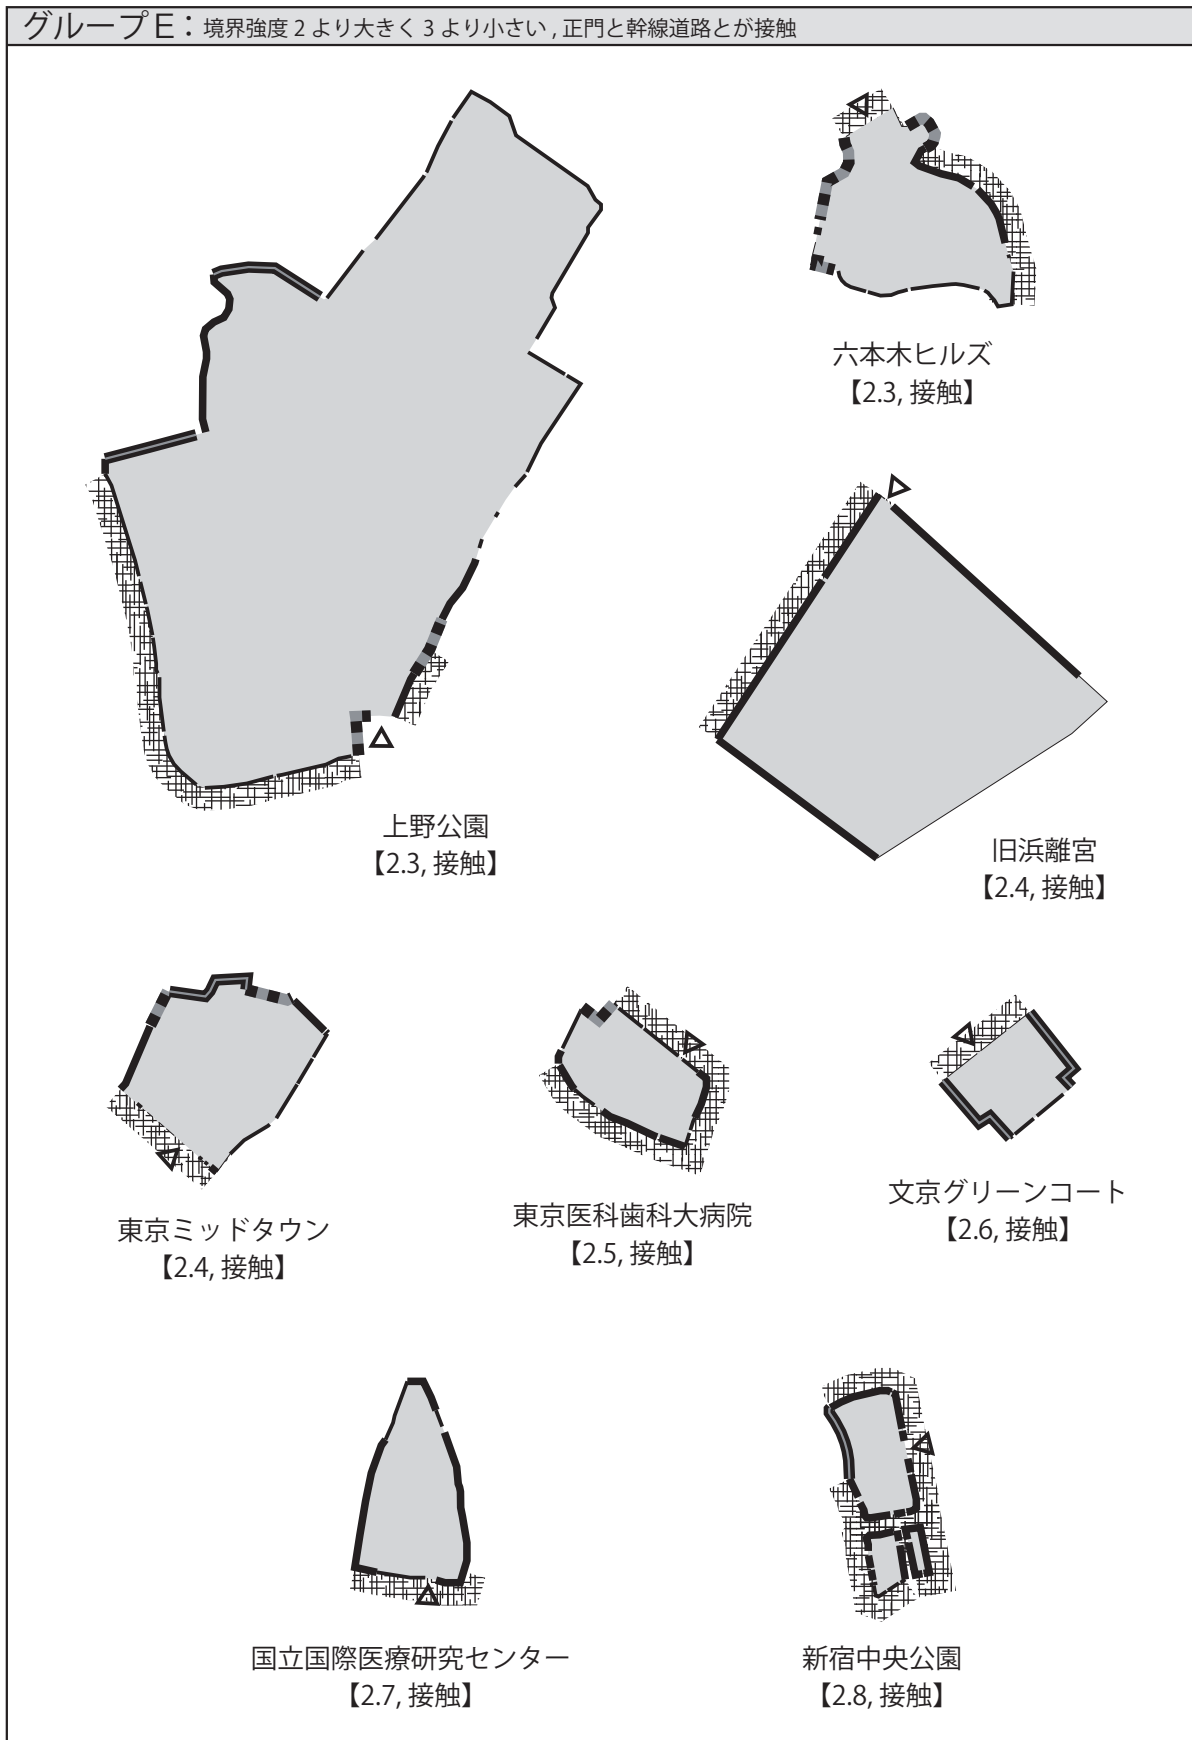 グループ E：境界強度 2 より大きく 3 より小さい , 正門と幹線道路とが接触
六本木ヒルズ
【2.3, 接触】
上野公園
【2.3, 接触】
旧浜離宮
【2.4, 接触】
東京ミッドタウン
【2.4, 接触】
東京医科歯科大病院
【2.5, 接触】
文京グリーンコート
【2.6, 接触】
国立国際医療研究センター
【2.7, 接触】
新宿中央公園
【2.8, 接触】